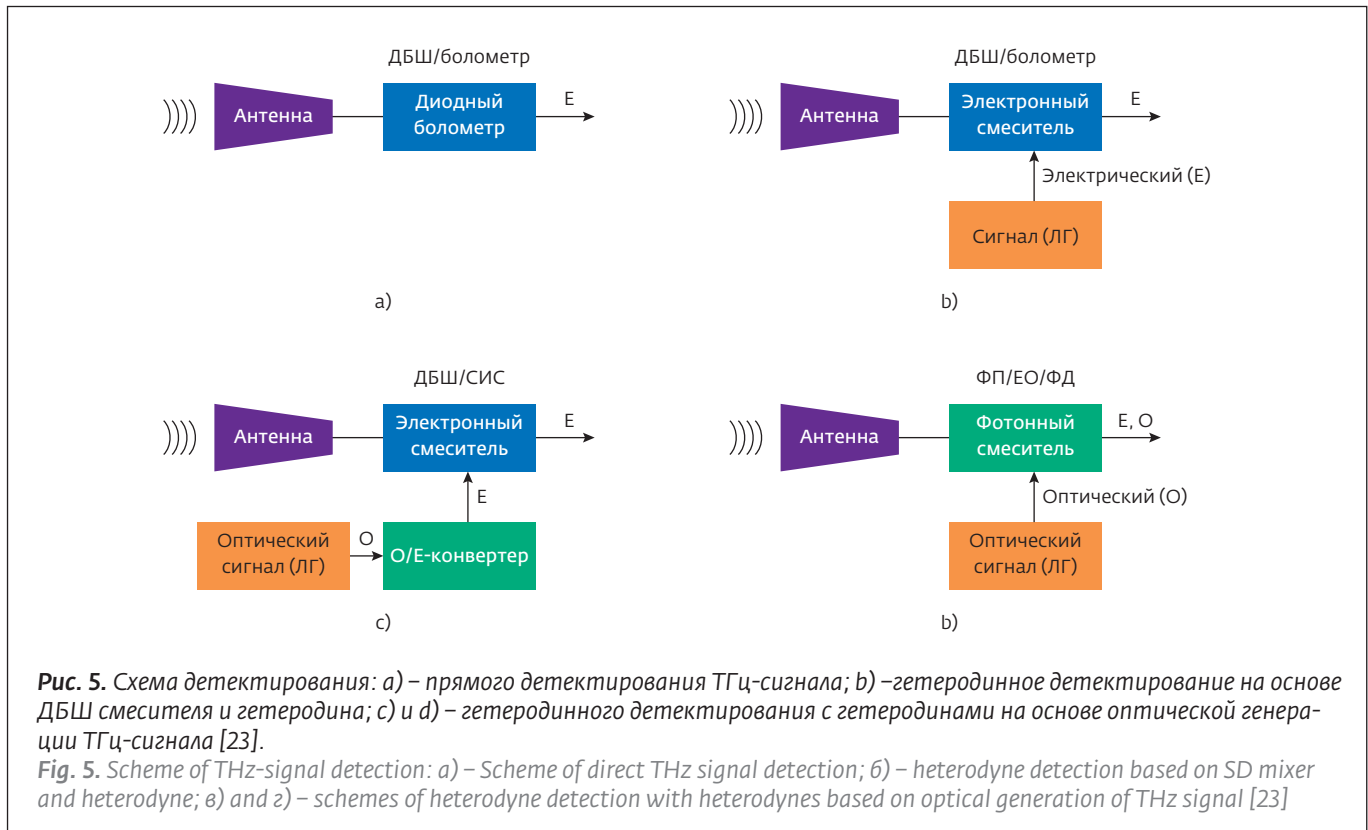 ДБШ/болометр
Антенна
Диодный
болометр
E
a)
ДБШ/болометр
Антенна
Электронный
смеситель
E
Электрический (E)
Сигнал (ЛГ)
b)
ДБШ/СИС
Антенна
Электронный
смеситель
E
E
Оптический
сигнал (ЛГ)
O
O/E-конвертер
c)
ФП/ЕО/ФД
Антенна
Фотонный
смеситель
E, O
Оптический (O)
Оптический
сигнал (ЛГ)
b)
Рис. 5. Схема детектирования: a) – прямого детектирования ТГц-сигнала; b) –гетеродинное детектирование на основе
ДБШ смесителя и гетеродина; c) и d) – гетеродинного детектирования с гетеродинами на основе оптической генера-
ции ТГц-сигнала [23].
Fig. 5. Scheme of THz-signal detection: a) – Scheme of direct THz signal detection; б) – heterodyne detection based on SD mixer
and heterodyne; в) and г) – schemes of heterodyne detection with heterodynes based on optical generation of THz signal [23]